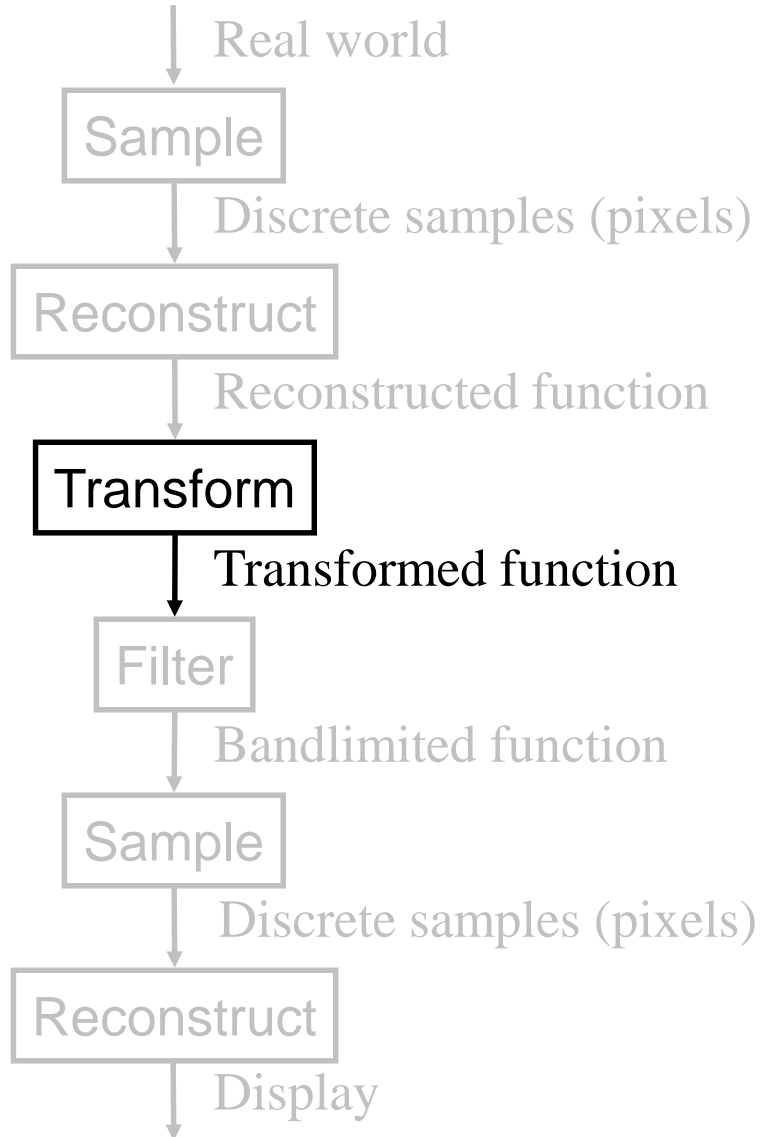 Real world
Sample
Discrete samples (pixels)
Reconstruct
Reconstructed function
Transform
Transformed function
Filter
Bandlimited function
Sample
Discrete samples (pixels)
Reconstruct
Display